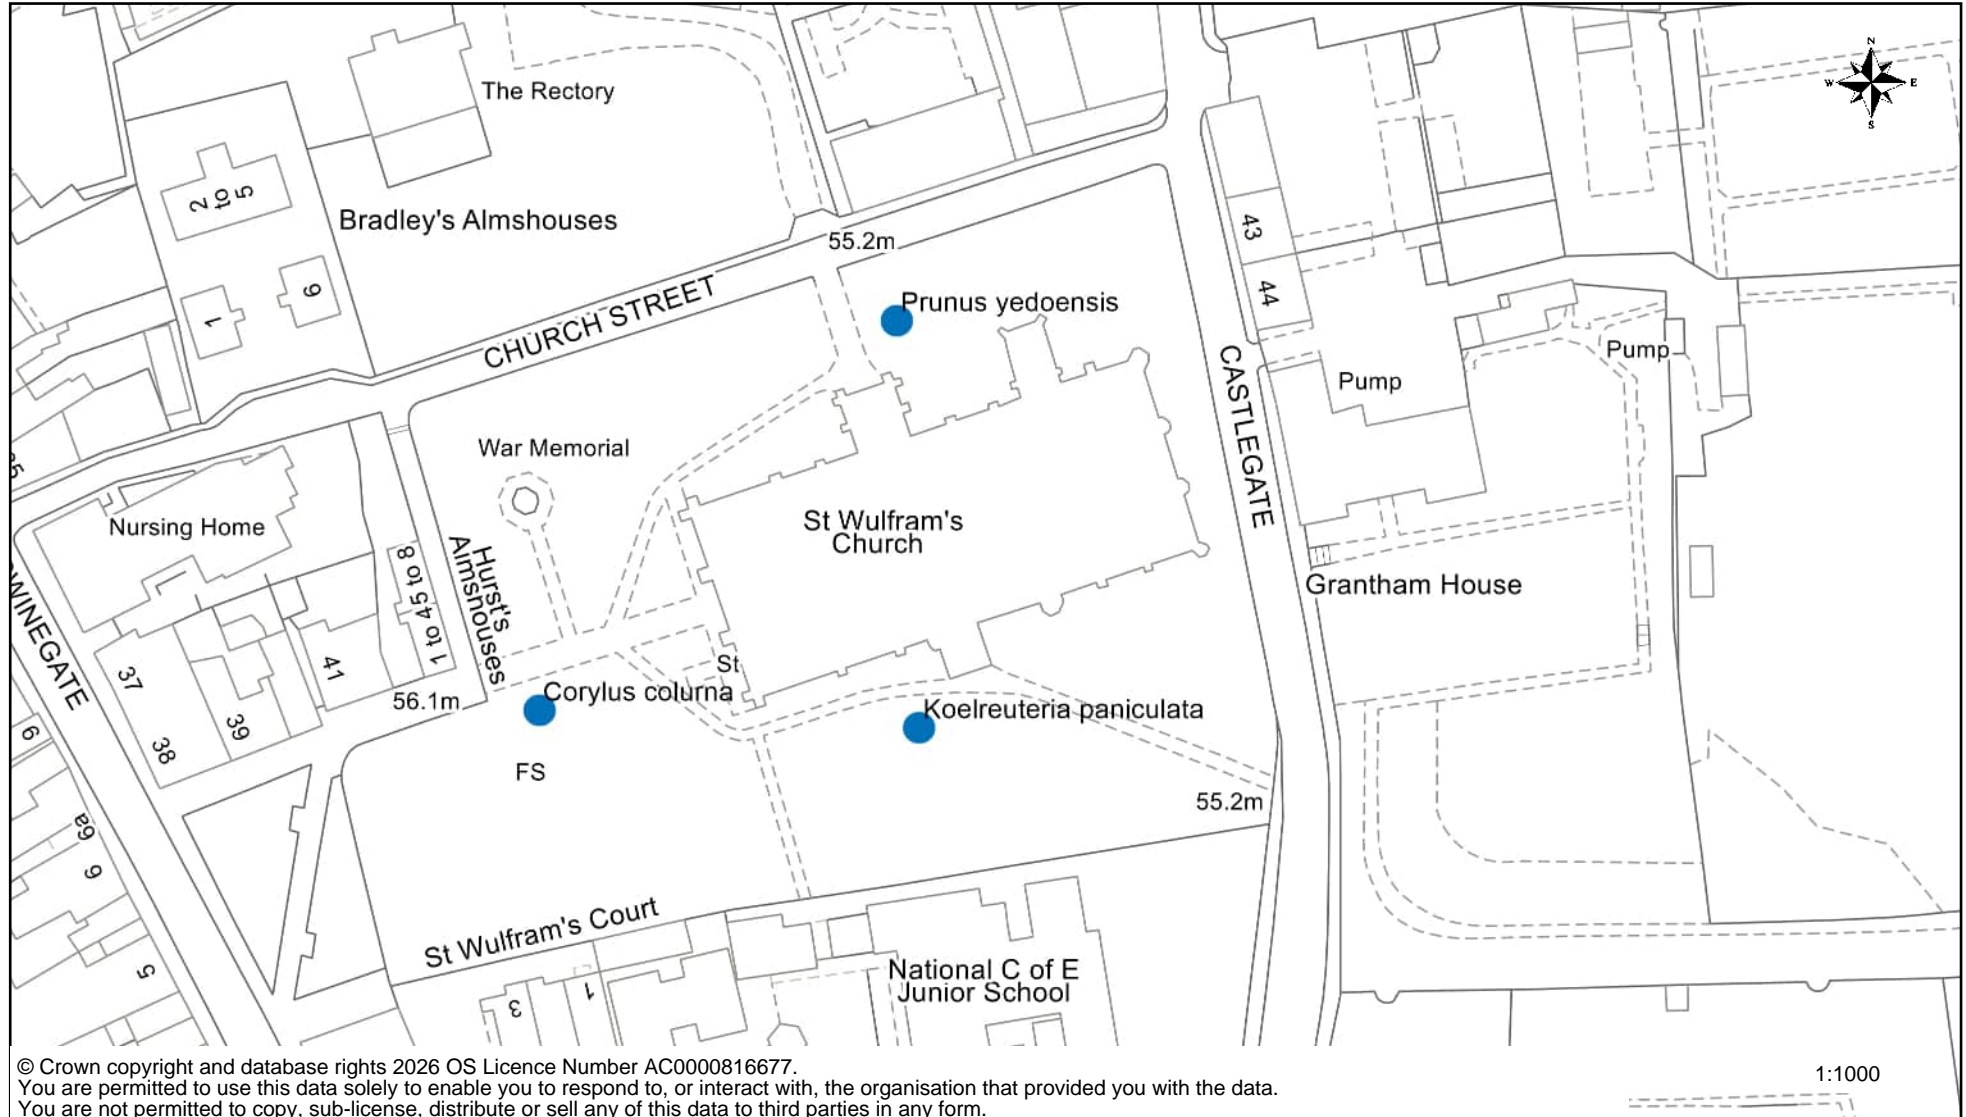 N
W
E
S
The Rectory
2
to
5
Bradley's Almshouses
55.2m
43
44
1
6
CHURCH STREET
Prunus yedoensis
Pump
Pump
CASTLEGATE
War Memorial
Nursing Home
St Wulfram's
Church
Hurst's
Almshouses
1 to 4 5 to 8
Grantham House
WINEGATE
37
38
39
41
56.1m
St
Corylus colurna
Koelreuteria paniculata
FS
55.2m
6
6a
6
5
St Wulfram's Court
3
1
National C of E
Junior School
© Crown copyright and database rights 2026 OS Licence Number AC0000816677.
You are permitted to use this data solely to enable you to respond to, or interact with, the organisation that provided you with the data.
You are not permitted to copy, sub-license, distribute or sell any of this data to third parties in any form.
1:1000